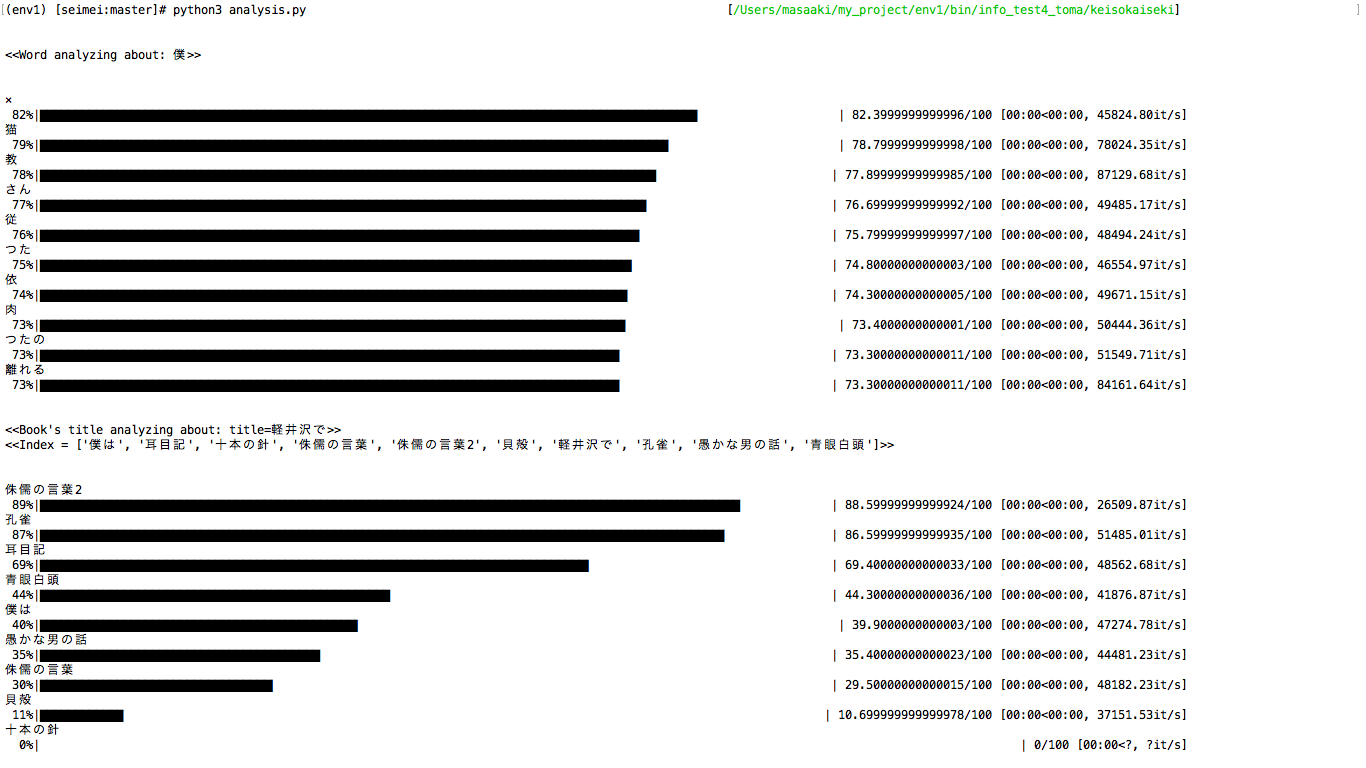 (env1) [seimei:master]# python3 analysis.py [/Users/masaaki/my_project/env1/bin/info_test4_toma/keisokaiseki]
<<Word analyzing about: 僕>>
×
82%| | 82.3999999999996/100 [00:00<00:00, 45824.80it/s]
猫
79%| | 78.7999999999998/100 [00:00<00:00, 78024.35it/s]
教
78%| | 77.89999999999985/100 [00:00<00:00, 87129.68it/s]
さん
77%| | 76.69999999999992/100 [00:00<00:00, 49485.17it/s]
従
76%| | 75.79999999999997/100 [00:00<00:00, 48494.24it/s]
つた
75%| | 74.80000000000003/100 [00:00<00:00, 46554.97it/s]
依
74%| | 74.30000000000005/100 [00:00<00:00, 49671.15it/s]
肉
73%| | 73.4000000000001/100 [00:00<00:00, 50444.36it/s]
つたの
73%| | 73.30000000000011/100 [00:00<00:00, 51549.71it/s]
離れる
73%| | 73.30000000000011/100 [00:00<00:00, 84161.64it/s]
<<Book's title analyzing about: title=軽井沢で>>
<<Index = ['僕は', '耳目記', '十本の針', '侏儒の言葉', '侏儒の言葉2', '貝殻', '軽井沢で', '孔雀', '愚かな男の話', '青眼白頭']>>
侏儒の言葉2
89%| | 88.59999999999924/100 [00:00<00:00, 26509.87it/s]
孔雀
87%| | 86.59999999999935/100 [00:00<00:00, 51485.01it/s]
耳目記
69%| | 69.40000000000033/100 [00:00<00:00, 48562.68it/s]
青眼白頭
44%| | 44.30000000000036/100 [00:00<00:00, 41876.87it/s]
僕は
40%| | 39.9000000000003/100 [00:00<00:00, 47274.78it/s]
愚かな男の話
35%| | 35.40000000000023/100 [00:00<00:00, 44481.23it/s]
侏儒の言葉
30%| | 29.50000000000015/100 [00:00<00:00, 48182.23it/s]
貝殻
11%| | 10.699999999999978/100 [00:00<00:00, 37151.53it/s]
十本の針
0%| | 0/100 [00:00<?, ?it/s]